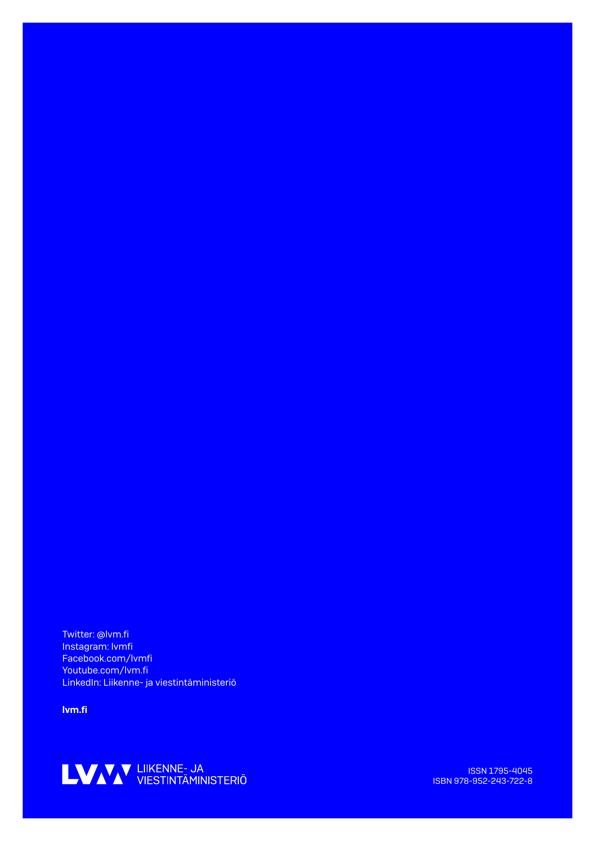 Twitter: @lvm.fi
Instagram: lvmfi
Facebook.com/lvmfi
Youtube.com/lvm.fi
LinkedIn: Liikenne- ja viestintäministeriö
lvm.fi
LVM LIIKENNE- JA
VIESTINTÄMINISTERIÖ
ISSN 1795-4045
ISBN 978-952-243-722-8